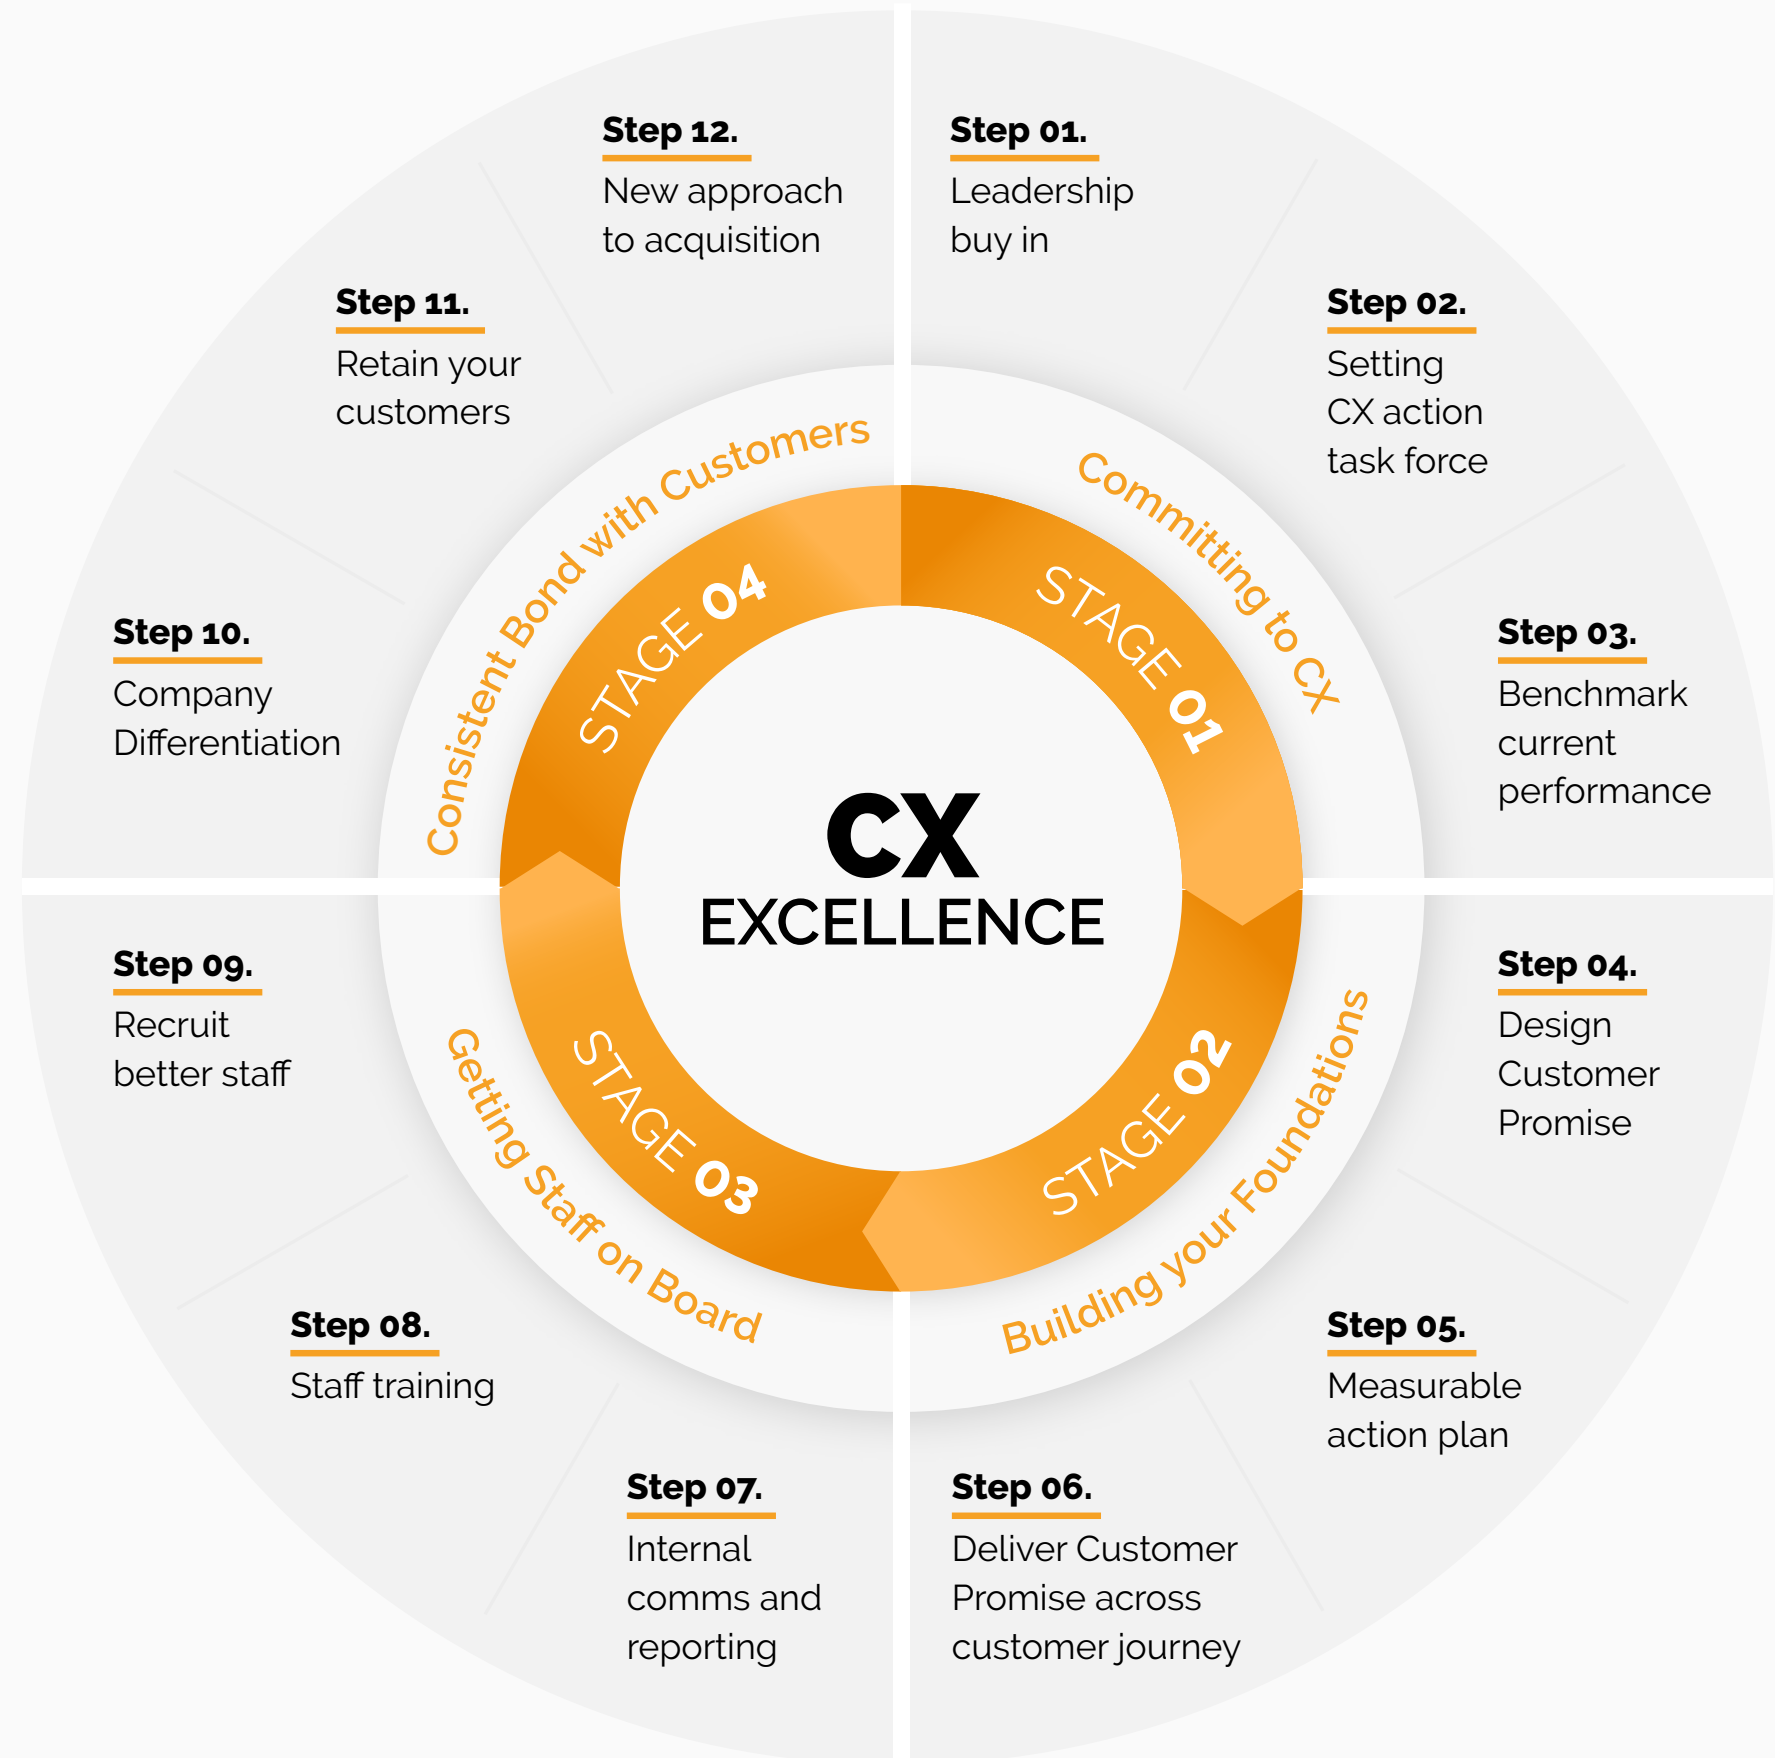 CX
EXCELLENCE
STAGE 01
Committing to CX
Step 01.
Leadership
buy in
Step 02.
Setting
CX action
task force
Step 03.
Benchmark
current
performance
STAGE 02
Building your Foundations
Step 04.
Design
Customer
Promise
Step 05.
Measurable
action plan
Step 06.
Deliver Customer
Promise across
customer journey
STAGE 03
Getting Staff on Board
Step 07.
Internal
comms and
reporting
Step 08.
Staff training
Step 09.
Recruit
better staff
STAGE 04
Consistent Bond with Customers
Step 10.
Company
Differentiation
Step 11.
Retain your
customers
Step 12.
New approach
to acquisition